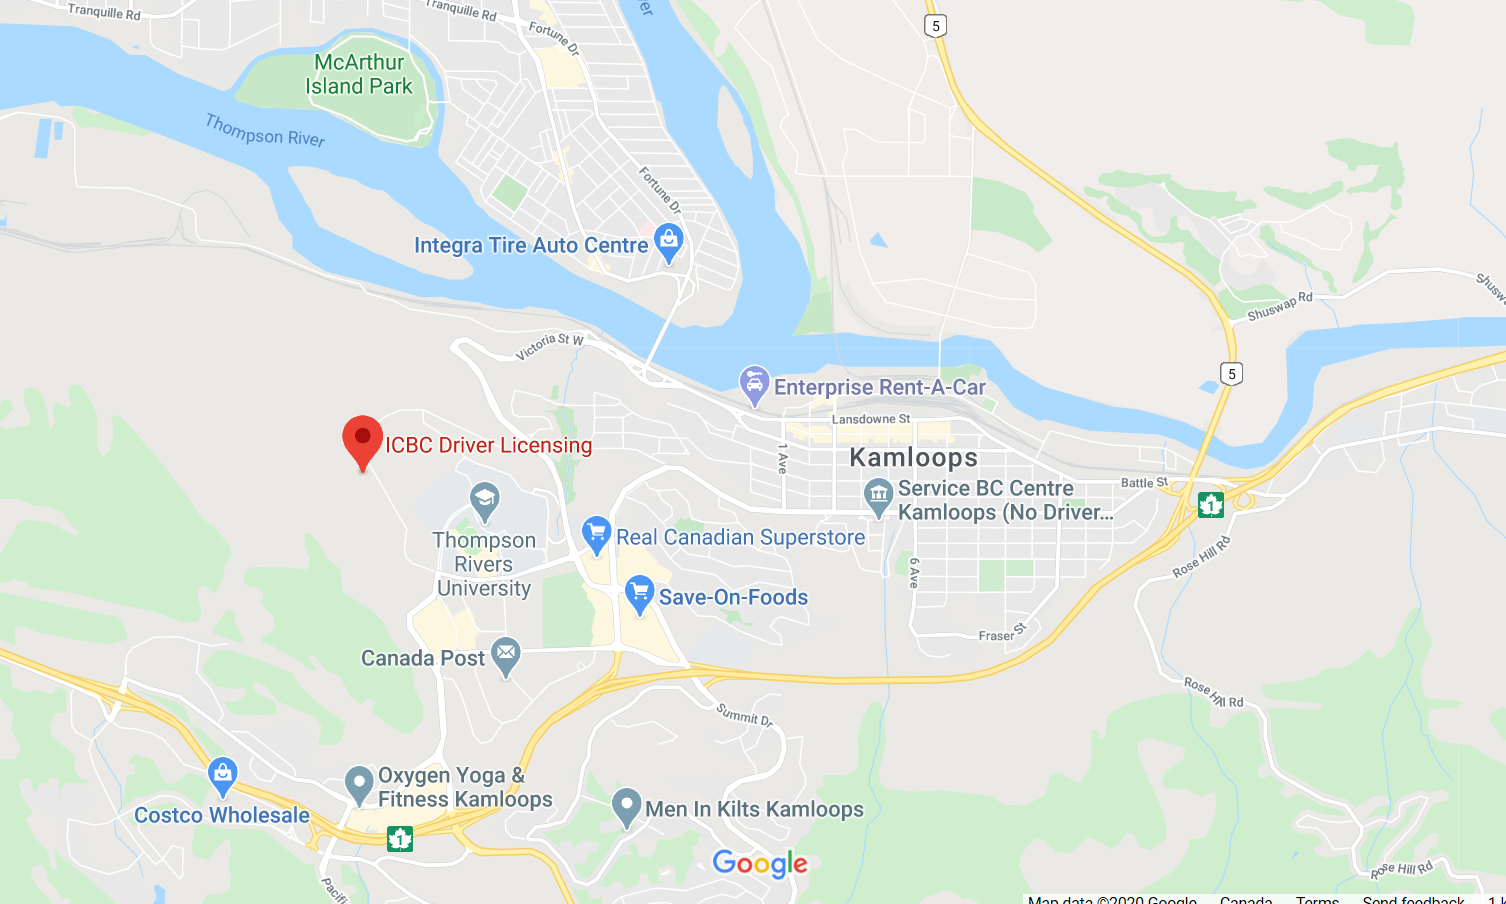 Tranquille Rd
Tranquille Rd
Fortune Dr
5
McArthur
Island Park
Thompson River
Fortune Dr
Integra Tire Auto Centre
Shuswap Rd
Victoria St W
5
Enterprise Rent-A-Car
Lansdowne St
ICBC Driver Licensing
1 Ave
Kamloops
Battle St
Service BC Centre
Kamloops (No Driver...
1
Thompson
Rivers
University
Real Canadian Superstore
Rose Hill Rd
6 Ave
Save-On-Foods
Fraser St
Canada Post
Rose Hill Rd
Summit Dr
Oxygen Yoga &
Fitness Kamloops
Costco Wholesale
Men In Kilts Kamloops
1
Google
Rose Hill Rd
Map data ©2020 Google Canada Terms Send feedback